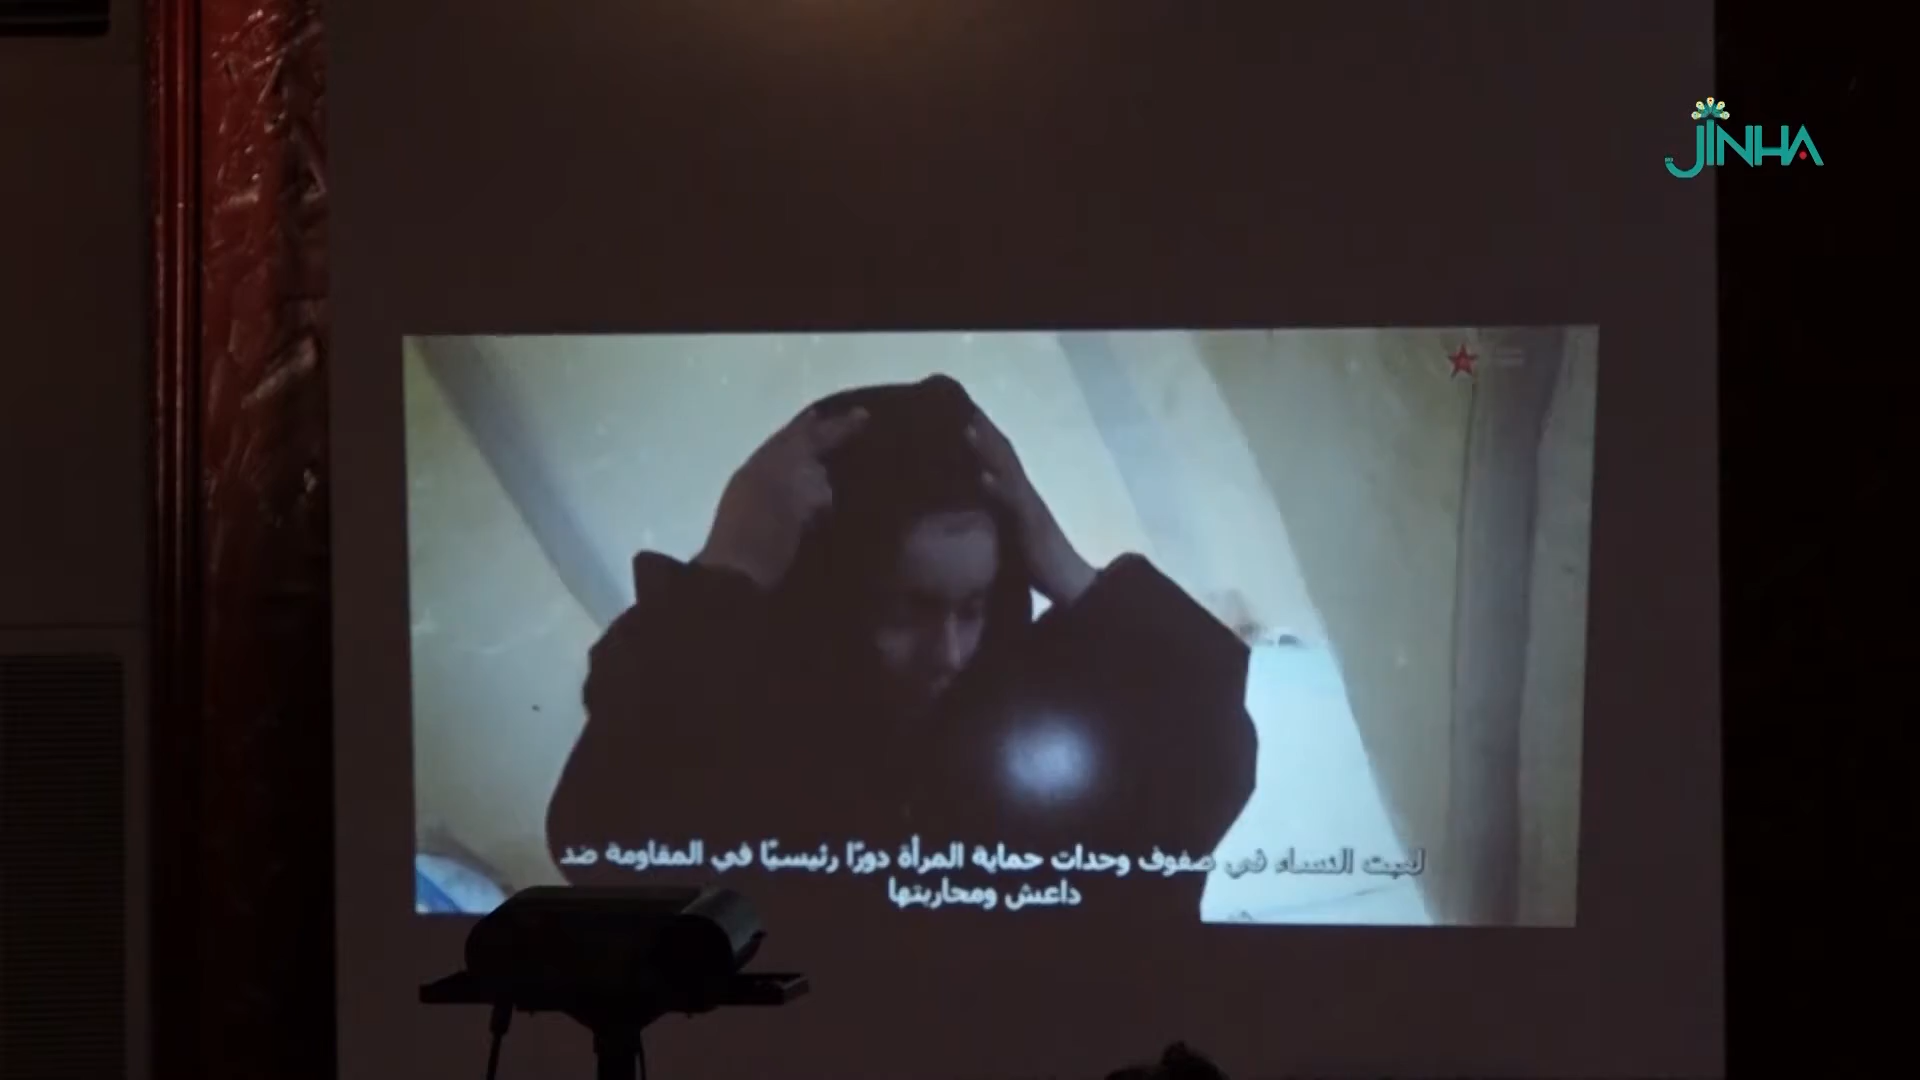 JINHA
لعبت النساء في صفوف وحدات حماية المرأة دورًا رئيسيًا في المقاومة ضد
داعش ومحاربتها